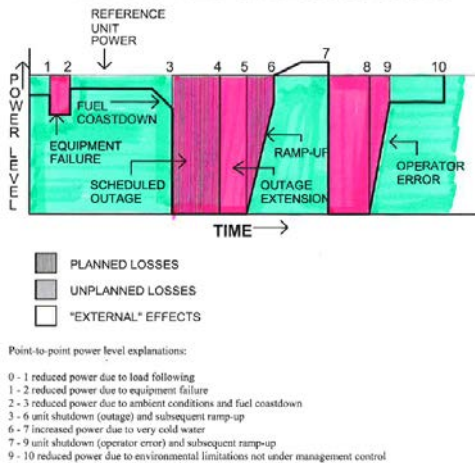 REFERENCE
UNIT
POWER
1 2 3 4 5 6 7 8 9 10
POWER LEVEL
FUEL
COASTDOWN
EQUIPMENT
FAILURE
RAMP-UP
SCHEDULED
OUTAGE
OUTAGE
EXTENSION
OPERATOR
ERROR
TIME
PLANNED LOSSES
UNPLANNED LOSSES
"EXTERNAL" EFFECTS
Point-to-point power level explanations:
0 - 1 reduced power due to load following
1 - 2 reduced power due to equipment failure
2 - 3 reduced power due to ambient conditions and fuel coastdown
3 - 6 unit shutdown (outage) and subsequent ramp-up
6 - 7 increased power due to very cold water
7 - 9 unit shutdown (operator error) and subsequent ramp-up
9 - 10 reduced power due to environmental limitations not under management control